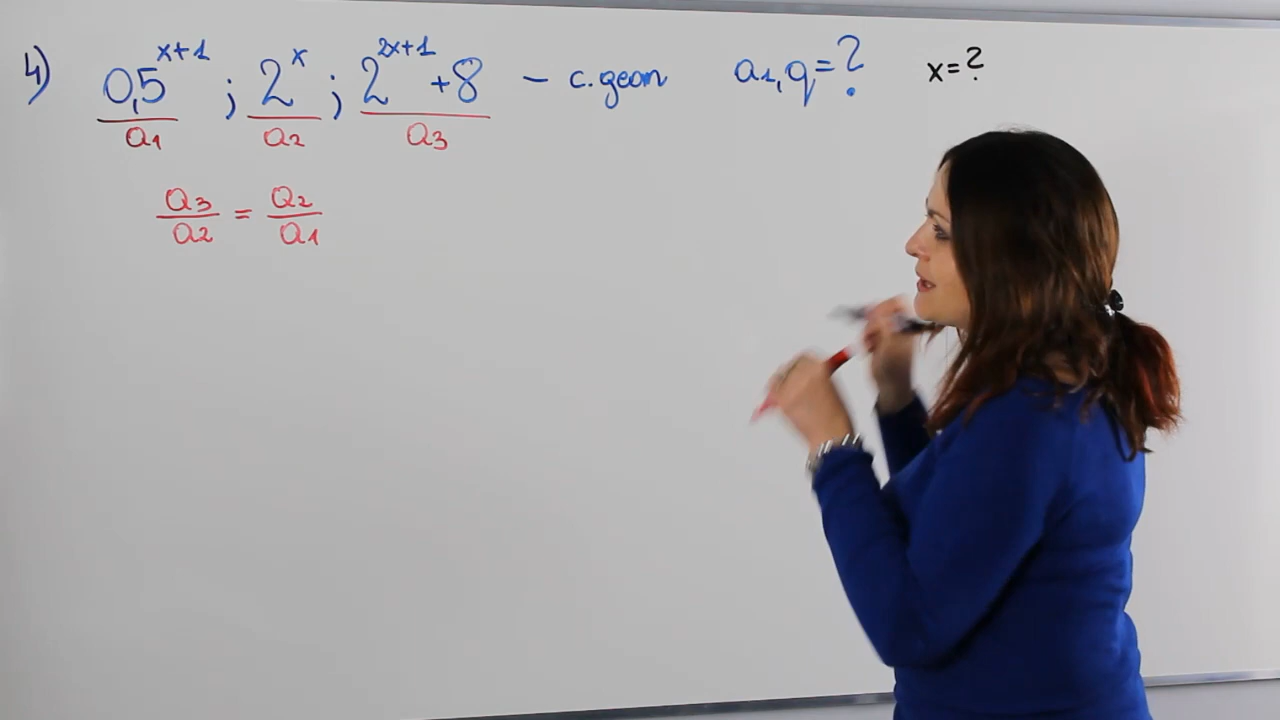 4) 0,5^{x+1} ; 2^x ; 2^{2x+1} +8 – c. geom a₁,q=? x=?
a₁ a₂ a₃
a₃/a₂ = a₂/a₁